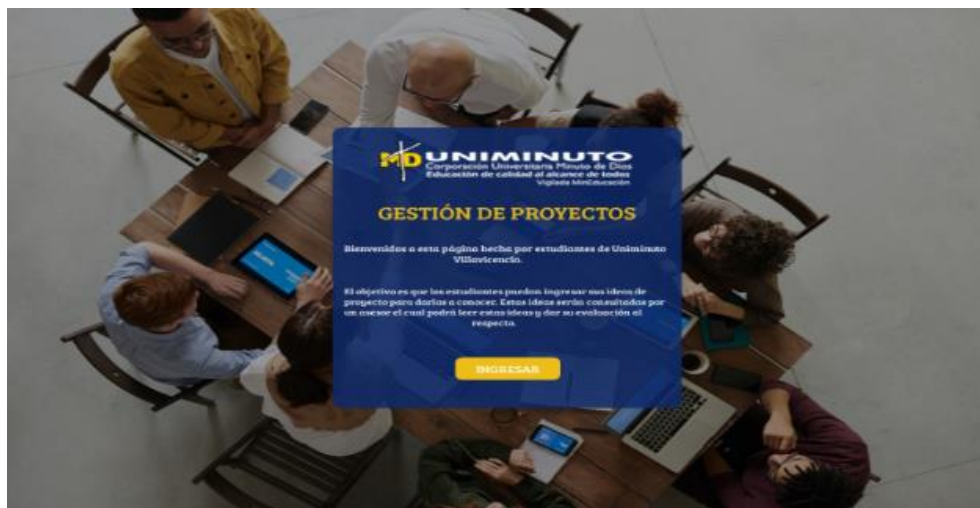 MD UNIMINUTO
Corporación Universitaria Minuto de Dios
Educación de calidad al alcance de todos
Vigilada MinEducación
GESTIÓN DE PROYECTOS
Bienvenidos a esta página hecha por estudiantes de Uniminuto
Villavicencio.
El objetivo es que los estudiantes puedan ingresar sus ideas de
proyecto para darlas a conocer. Estas ideas serán consultadas por
un asesor el cual podrá leer estas ideas y dar su evaluación al
respecto.
INGRESAR